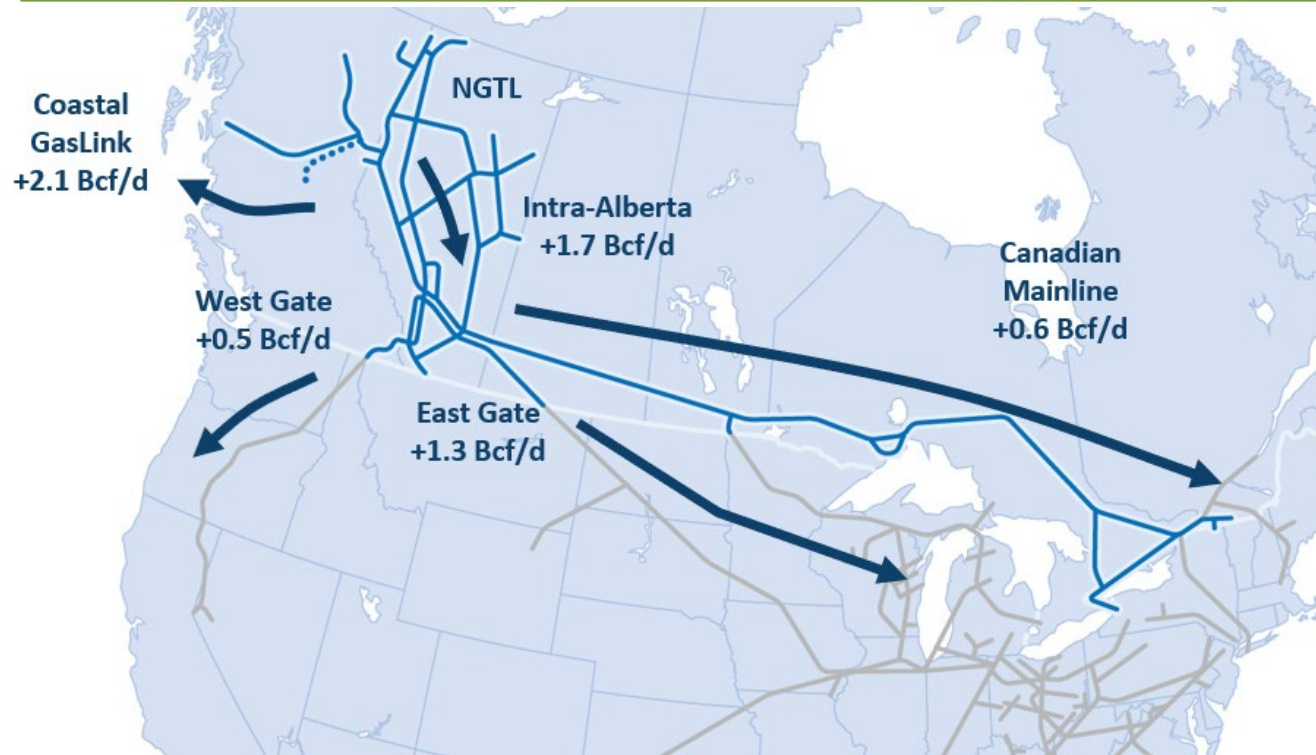 NGTL
Coastal
GasLink
+2.1 Bcf/d
Intra-Alberta
+1.7 Bcf/d
Canadian
Mainline
+0.6 Bcf/d
West Gate
+0.5 Bcf/d
East Gate
+1.3 Bcf/d